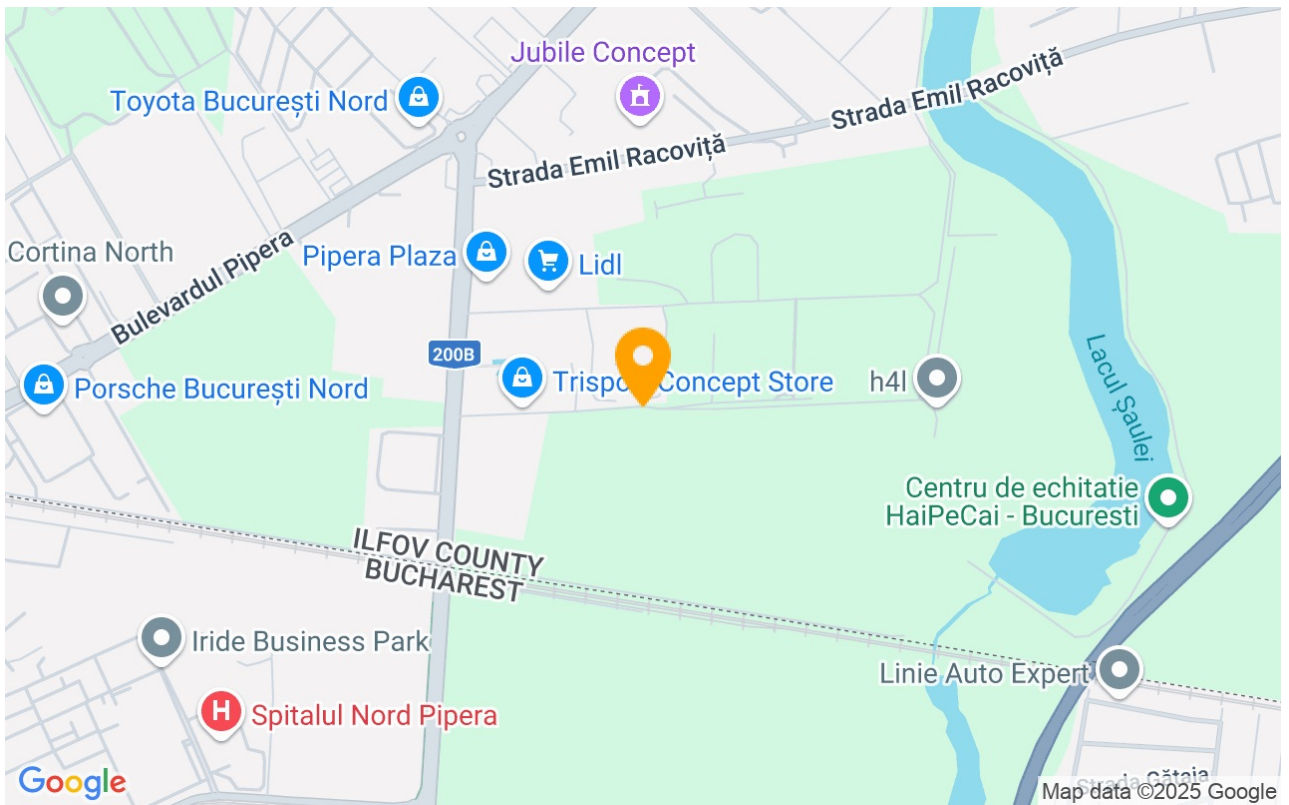 Jubile Concept
Toyota București Nord
Strada Emil Racoviță
Strada Emil Racoviță
Cortina North
Bulevardul Pipera
Pipera Plaza
Lidl
200B
Porsche București Nord
Concept Store
h4l
Lacul Șaulei
Centru de echitatie
HaiPeCai - Bucuresti
ILFOV COUNTY
BUCHAREST
Iride Business Park
Linie Auto Expert
H
Spitalul Nord Pipera
Strada Gătaia
Google
Map data ©2025 Google